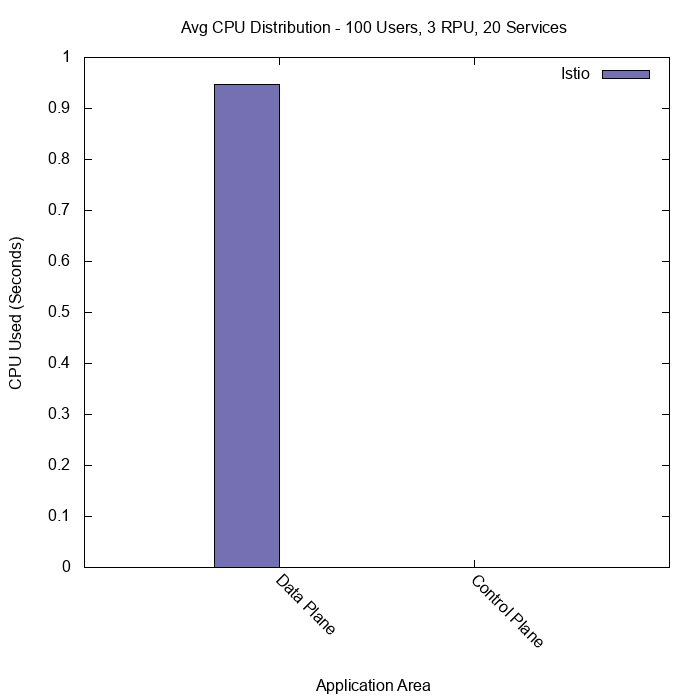 Avg CPU Distribution - 100 Users, 3 RPU, 20 Services
Istio
1
0.9
0.8
0.7
0.6
0.5
0.4
0.3
0.2
0.1
0
CPU Used (Seconds)
Data Plane
Control Plane
Application Area